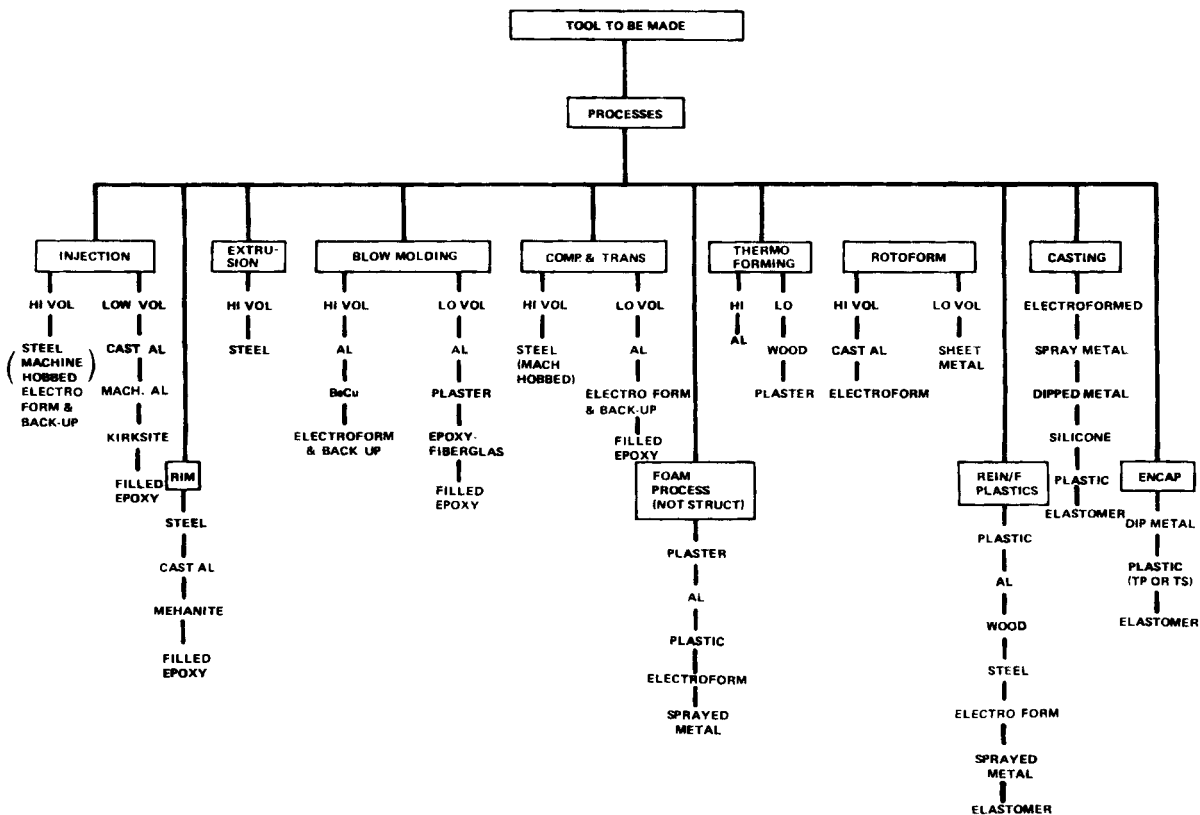 TOOL TO BE MADE
PROCESSES
INJECTION
HI VOL
STEEL
MACHINE
HOBBED
ELECTRO
FORM &
BACK-UP
LOW VOL
CAST AL
MACH. AL
KIRKSITE
FILLED
EPOXY
RIM
STEEL
CAST AL
MEHANITE
FILLED
EPOXY
EXTRU-
SION
HI VOL
STEEL
BLOW MOLDING
HI VOL
AL
BeCu
ELECTROFORM
& BACK UP
LO VOL
AL
PLASTER
EPOXY-
FIBERGLAS
FILLED
EPOXY
COMP. & TRANS
HI VOL
STEEL
(MACH
HOBBED)
LO VOL
AL
ELECTRO FORM
& BACK-UP
FILLED
EPOXY
FOAM
PROCESS
(NOT STRUCT)
PLASTER
AL
PLASTIC
ELECTROFORM
SPRAYED
METAL
THERMO
FORMING
HI
AL
LO
WOOD
PLASTER
ROTOFORM
HI VOL
CAST AL
ELECTROFORM
LO VOL
SHEET
METAL
REIN/F
PLASTICS
PLASTIC
AL
WOOD
STEEL
ELECTRO FORM
SPRAYED
METAL
ELASTOMER
CASTING
ELECTROFORMED
SPRAY METAL
DIPPED METAL
SILICONE
PLASTIC
ELASTOMER
ENCAP
DIP METAL
PLASTIC
(TP OR TS)
ELASTOMER